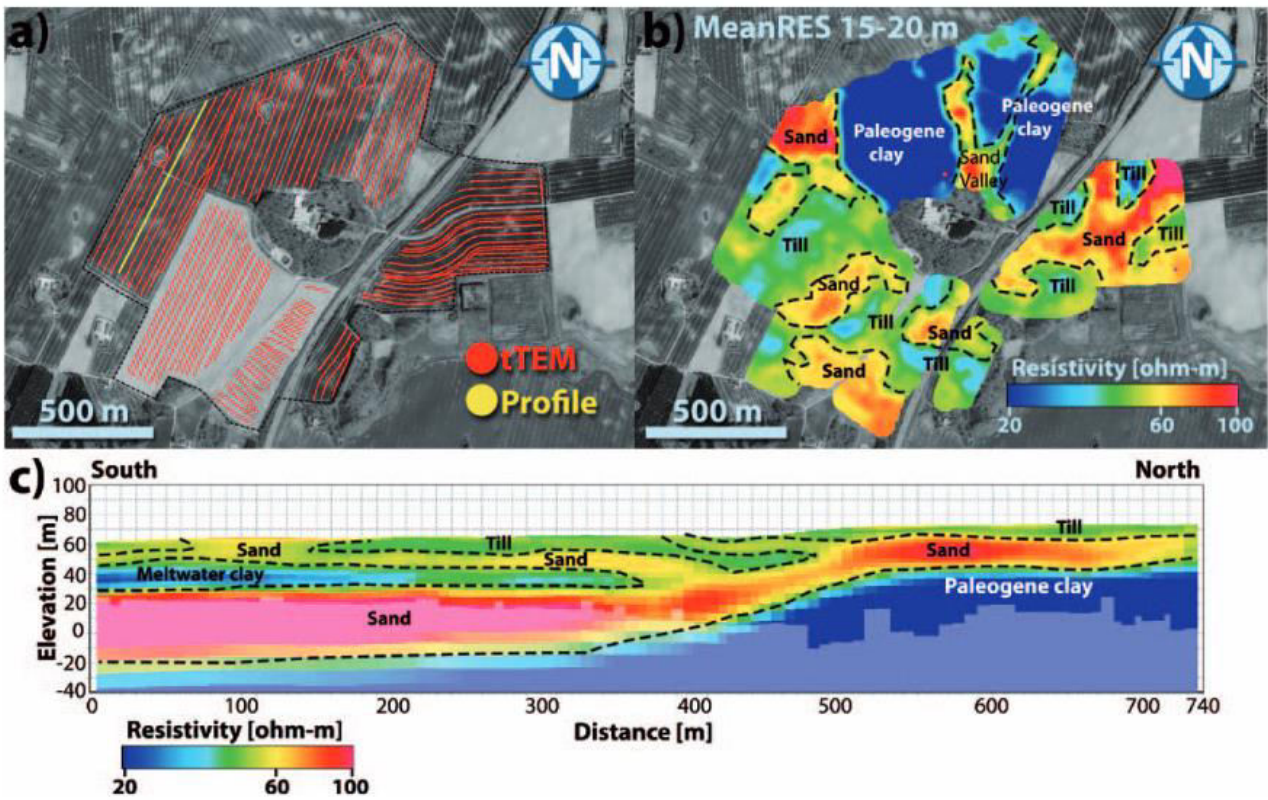 a)
N
tTEM
Profile
500 m
b)
MeanRES 15-20 m
N
Sand
Paleogene
clay
Paleogene
clay
Sand
Valley
Till
Till
Sand
Till
Till
Till
Sand
Till
Sand
Till
Sand
Resistivity [ohm-m]
20 60 100
500 m
c)
South
North
Elevation [m]
100
80
60
40
20
0
-20
-40
Sand
Till
Sand
Meltwater clay
Sand
Till
Sand
Paleogene clay
0 100 200 300 400 500 600 700 740
Distance [m]
Resistivity [ohm-m]
20 60 100